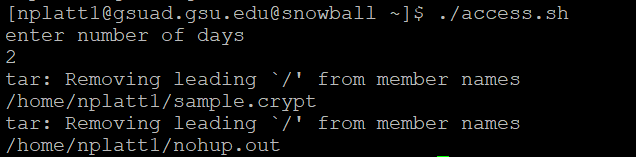 [nplatt1@gsuad.gsu.edu@snowball ~]$ ./access.sh
enter number of days
2
tar: Removing leading `/' from member names
/home/nplatt1/sample.crypt
tar: Removing leading `/' from member names
/home/nplatt1/nohup.out